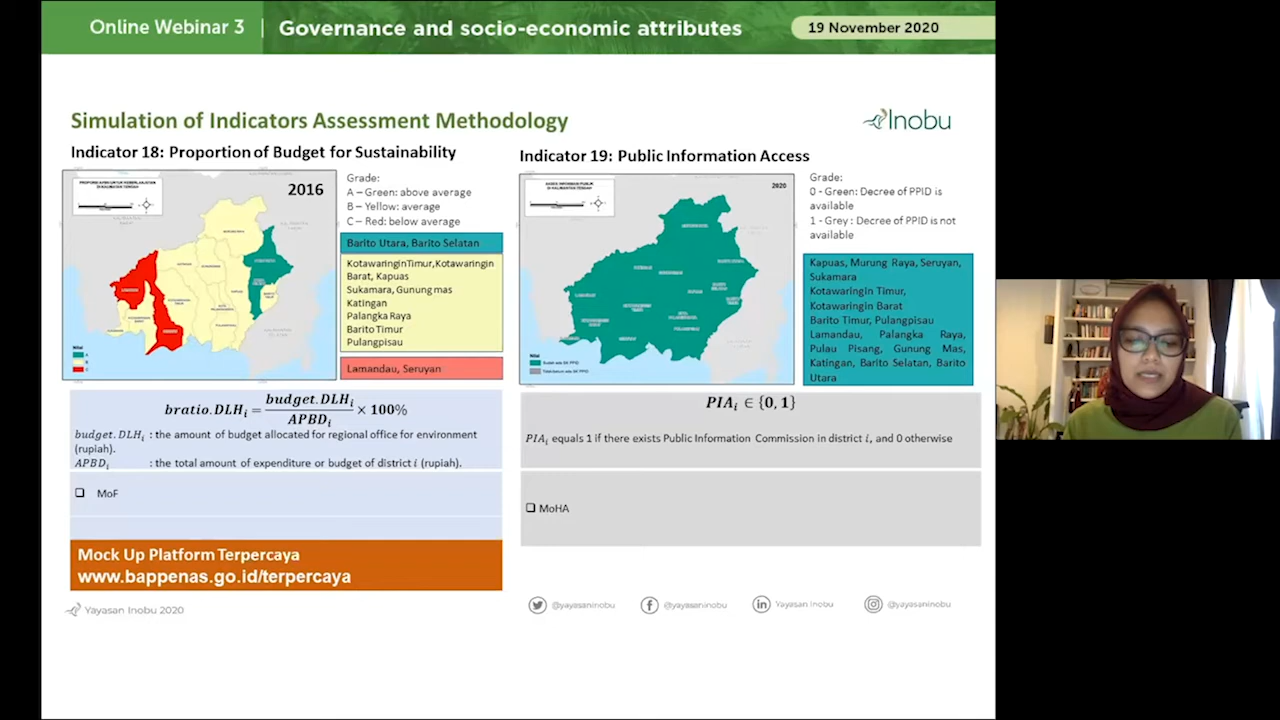 Online Webinar 3 | Governance and socio-economic attributes
19 November 2020
Simulation of Indicators Assessment Methodology
Inobu
Indicator 18: Proportion of Budget for Sustainability
2016
Grade:
A – Green: above average
B – Yellow: average
C – Red: below average
Barito Utara, Barito Selatan
KotawaringinTimur,Kotawaringin
Barat, Kapuas
Sukamara, Gunung mas
Katingan
Palangka Raya
Barito Timur
Pulangpisau
Lamandau, Seruyan
bratio.DLHᵢ = budget.DLHᵢ / APBDᵢ × 100%
budget.DLHᵢ : the amount of budget allocated for regional office for environment
(rupiah).
APBDᵢ : the total amount of expenditure or budget of district i (rupiah).
❑ MoF
Mock Up Platform Terpercaya
www.bappenas.go.id/terpercaya
Yayasan Inobu 2020
Indicator 19: Public Information Access
2020
Grade:
0 - Green: Decree of PPID is
available
1 - Grey : Decree of PPID is not
available
Kapuas, Murung Raya, Seruyan,
Sukamara
Kotawaringin Timur,
Kotawaringin Barat
Barito Timur, Pulangpisau
Lamandau, Palangka Raya,
Pulau Pisang, Gunung Mas,
Katingan, Barito Selatan, Barito
Utara
PIAᵢ ∈ {0, 1}
PIAᵢ equals 1 if there exists Public Information Commission in district i, and 0 otherwise
❑ MoHA
@yayasaninobu
@yayasaninobu
Yayasan Inobu
@yayasaninobu